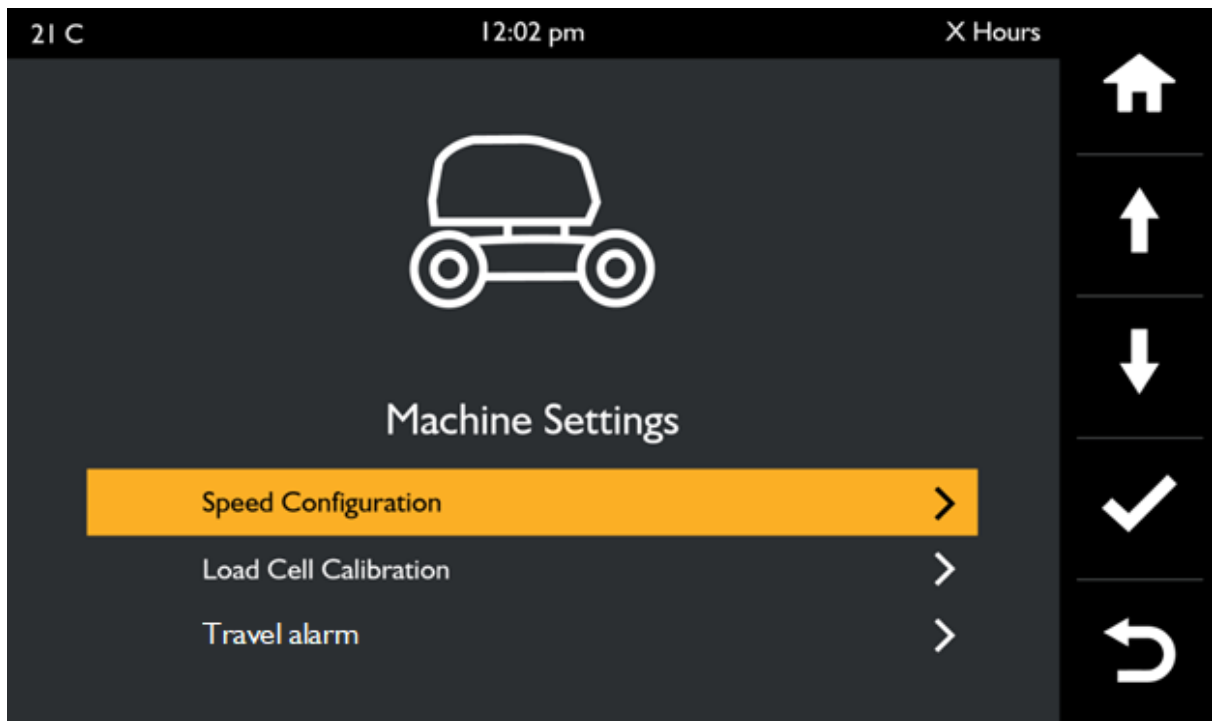 21 C 12:02 pm X Hours
Machine Settings
Speed Configuration
Load Cell Calibration
Travel alarm